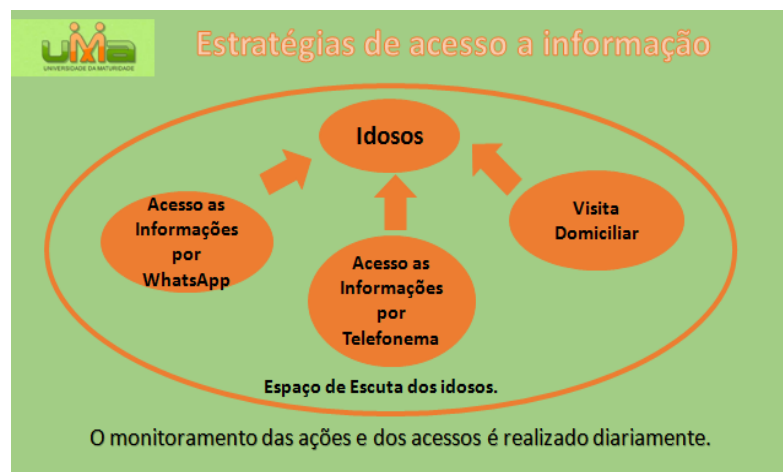 uma
UNIVERSIDADE DA MATURIDADE
Estratégias de acesso a informação
Idosos
Acesso as
Informações
por
WhatsApp
Acesso as
Informações
por
Telefonema
Visita
Domiciliar
Espaço de Escuta dos idosos.
O monitoramento das ações e dos acessos é realizado diariamente.